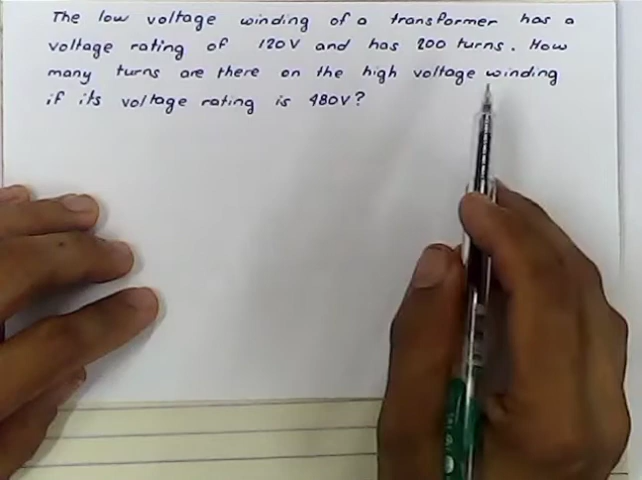 The low voltage winding of a transformer has a
voltage rating of 120V and has 200 turns. How
many turns are there on the high voltage winding
if its voltage rating is 480V?